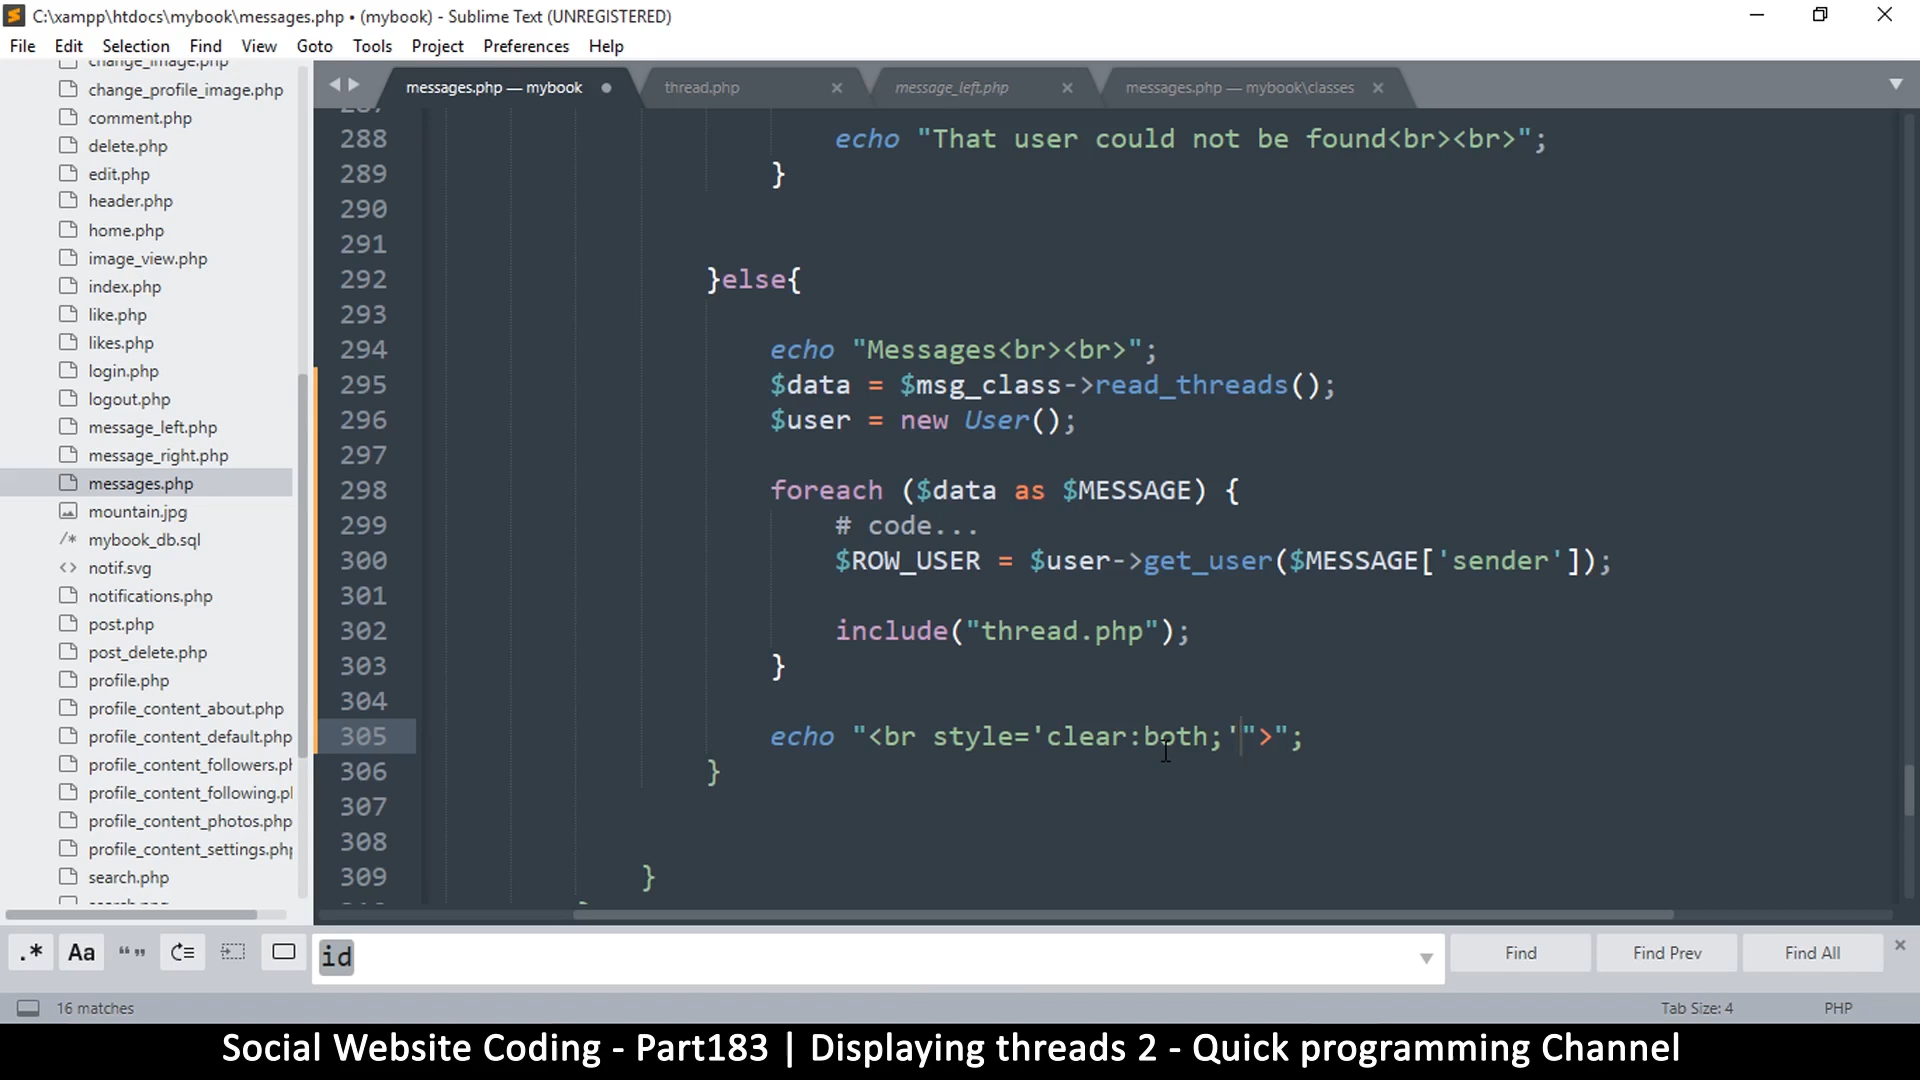 C:\xampp\htdocs\mybook\messages.php • (mybook) - Sublime Text (UNREGISTERED)
File Edit Selection Find View Goto Tools Project Preferences Help
change_image.php
change_profile_image.php
comment.php
delete.php
edit.php
header.php
home.php
image_view.php
index.php
like.php
likes.php
login.php
logout.php
message_left.php
message_right.php
messages.php
mountain.jpg
/* mybook_db.sql
<> notif.svg
notifications.php
post.php
post_delete.php
profile.php
profile_content_about.php
profile_content_default.php
profile_content_followers.ph
profile_content_following.pl
profile_content_photos.php
profile_content_settings.php
search.php
messages.php — mybook thread.php message_left.php messages.php — mybook\classes
288 echo "That user could not be found<br><br>";
289 }
290
291
292 }else{
293
294 echo "Messages<br><br>";
295 $data = $msg_class->read_threads();
296 $user = new User();
297
298 foreach ($data as $MESSAGE) {
299 # code...
300 $ROW_USER = $user->get_user($MESSAGE['sender']);
301
302 include("thread.php");
303 }
304
305 echo "<br style='clear:both;'">";
306 }
307
308
309 }
.* Aa “” id Find Find Prev Find All
16 matches Tab Size: 4 PHP
Social Website Coding - Part183 | Displaying threads 2 - Quick programming Channel